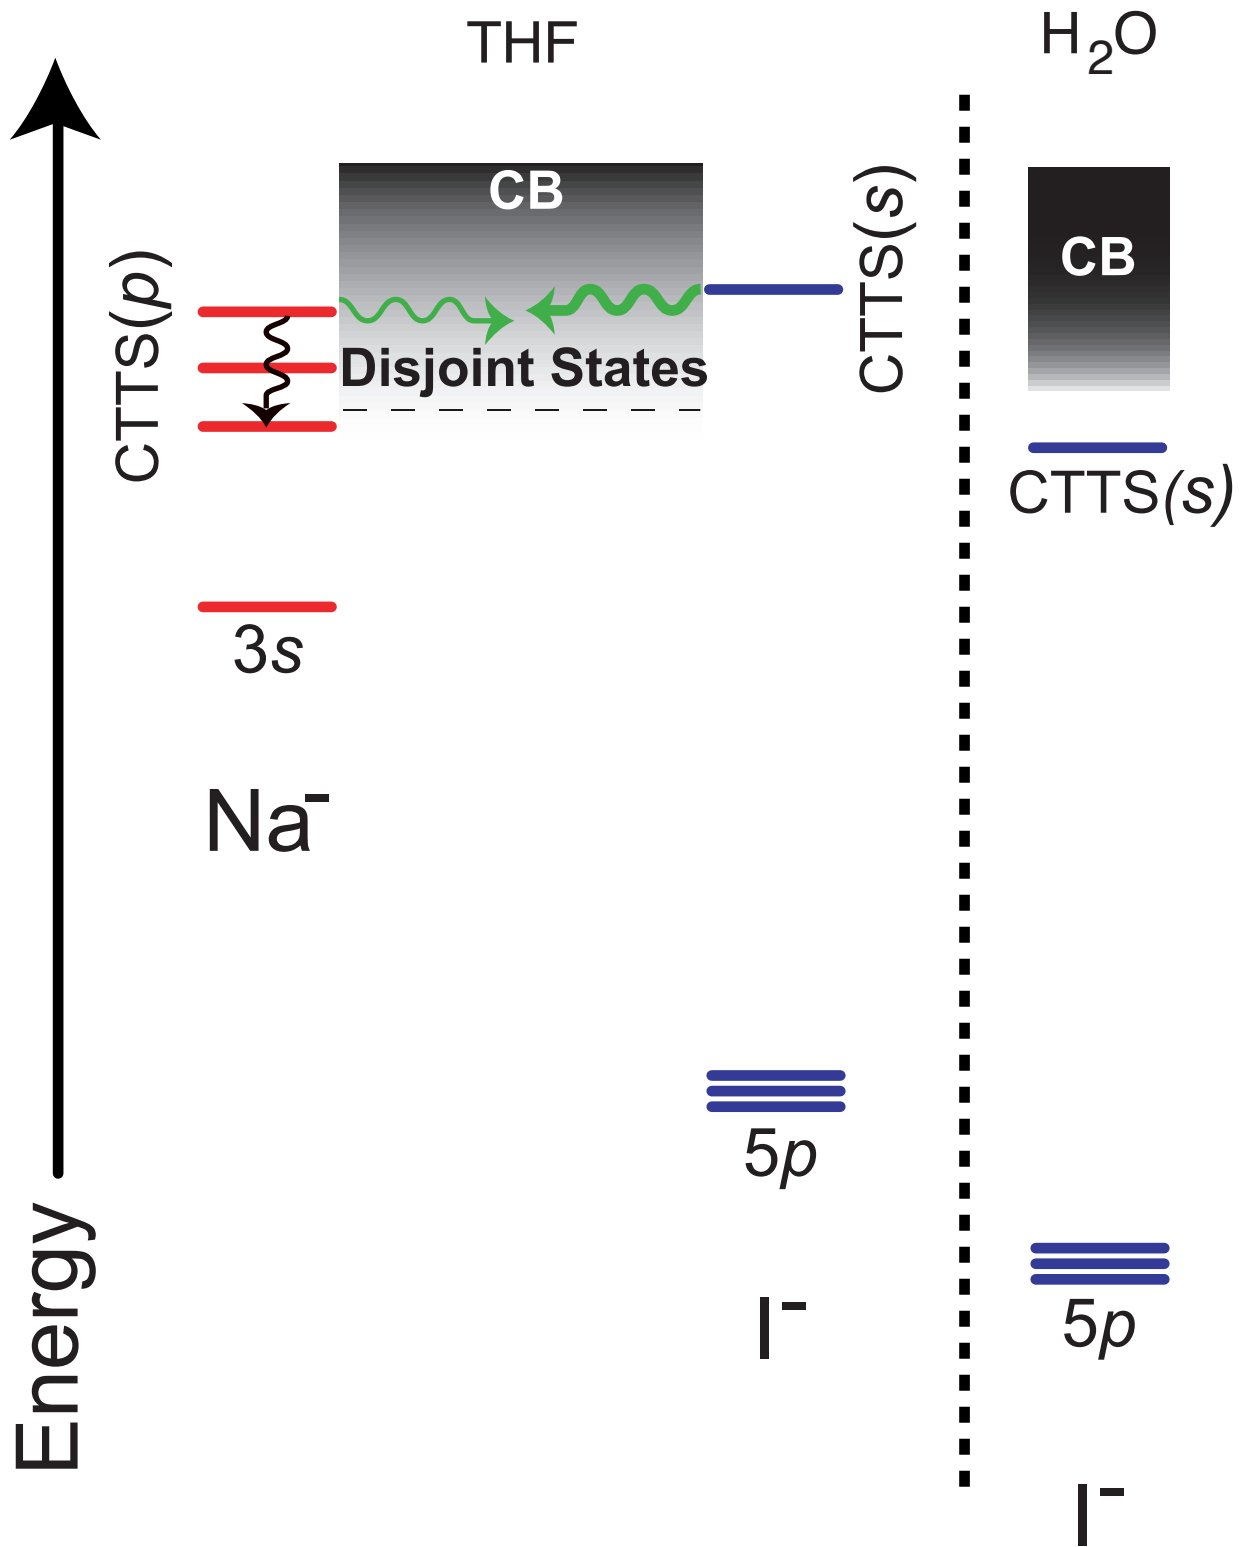 THF
H₂O
CB
CTTS(s)
CB
CTTS(p)
Disjoint States
CTTS(s)
3s
Na⁻
5p
I⁻
5p
I⁻
Energy